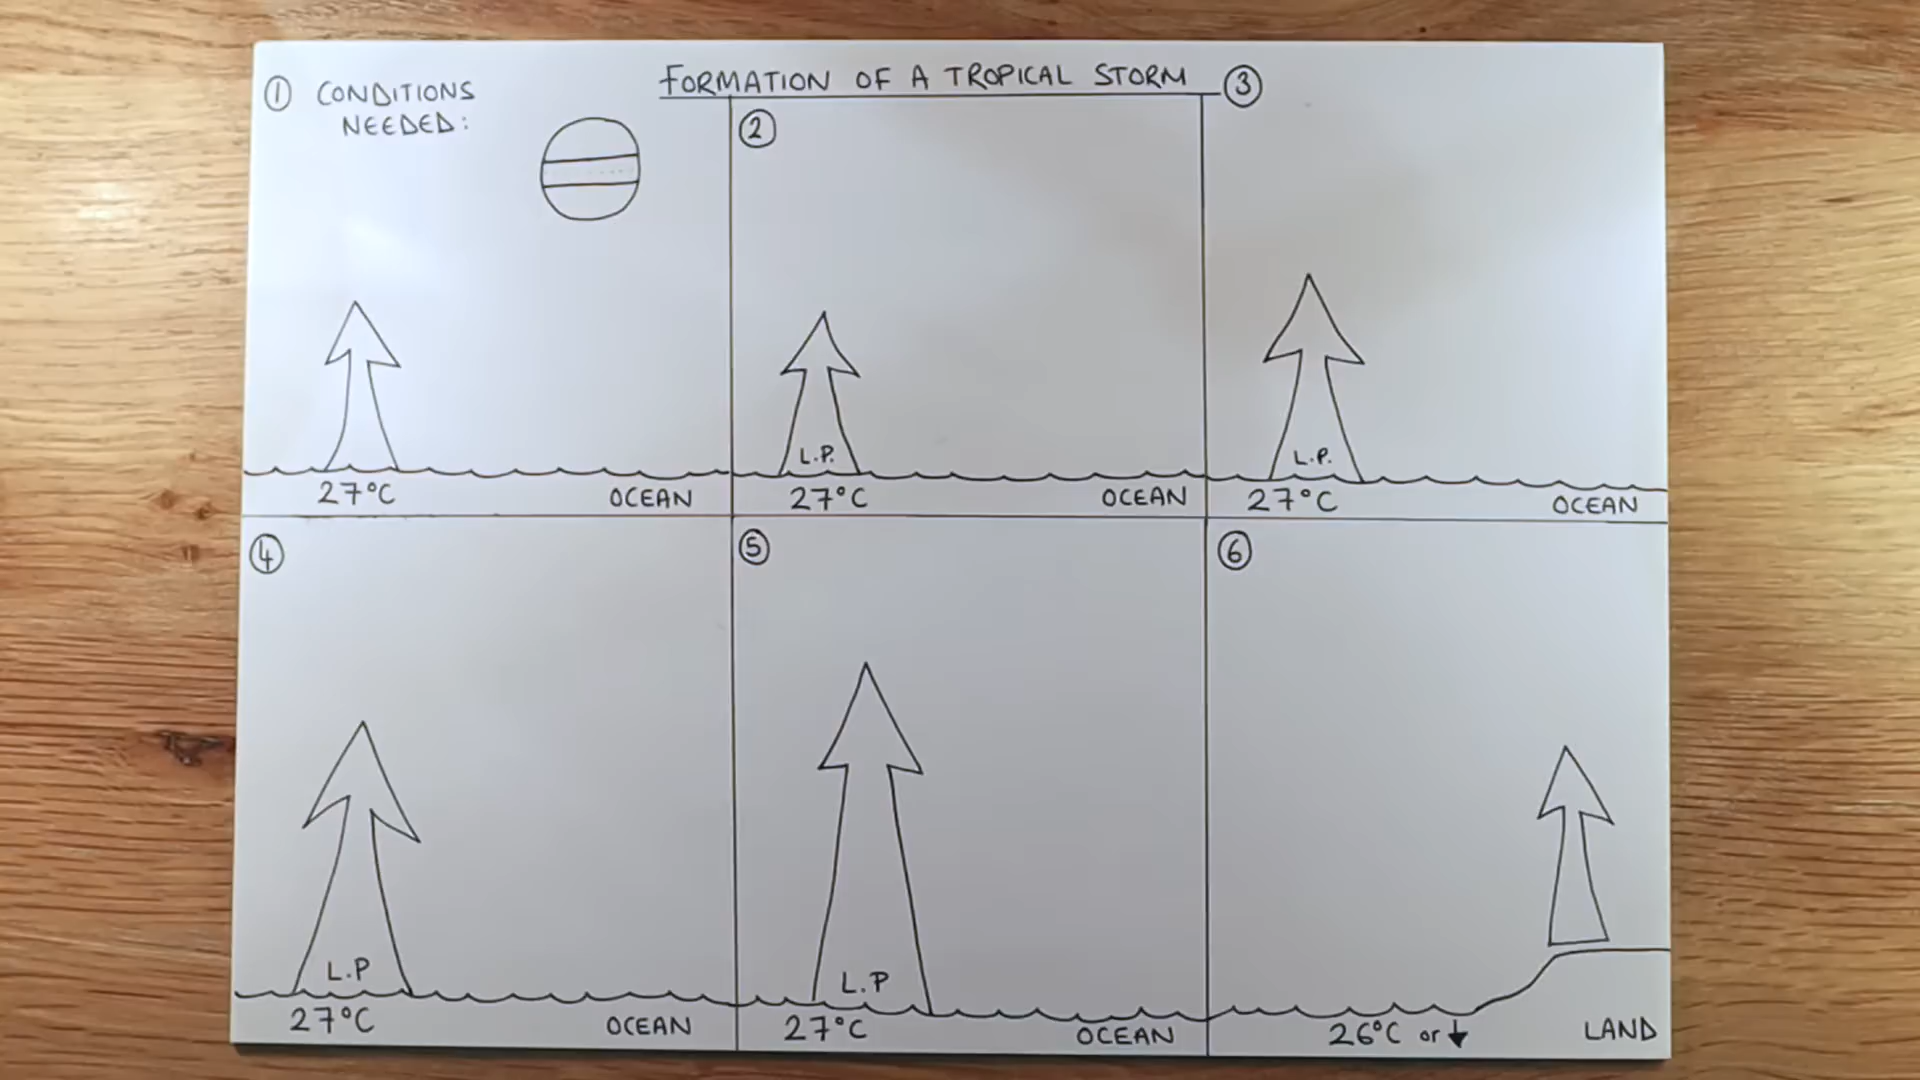 FORMATION OF A TROPICAL STORM
① CONDITIONS
NEEDED:
27°C
OCEAN
②
L.P.
27°C
OCEAN
③
L.P.
27°C
OCEAN
④
L.P
27°C
OCEAN
⑤
L.P
27°C
OCEAN
⑥
26°C or ↓
LAND